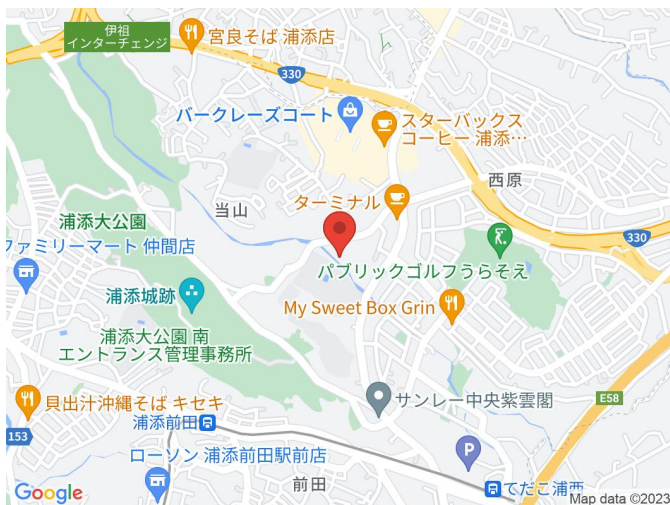 伊祖
インターチェンジ
宮良そば 浦添店
330
バークレーズコート
スターバックス
コーヒー 浦添…
西原
当山
ターミナル
浦添大公園
330
ファミリーマート 仲間店
パブリックゴルフうらそえ
浦添城跡
My Sweet Box Grin
浦添大公園 南
エントランス管理事務所
貝出汁沖縄そば キセキ
サンレー中央紫雲閣
E58
浦添前田
153
P
ローソン 浦添前田駅前店
前田
てだこ浦西
Google
Map data ©2023